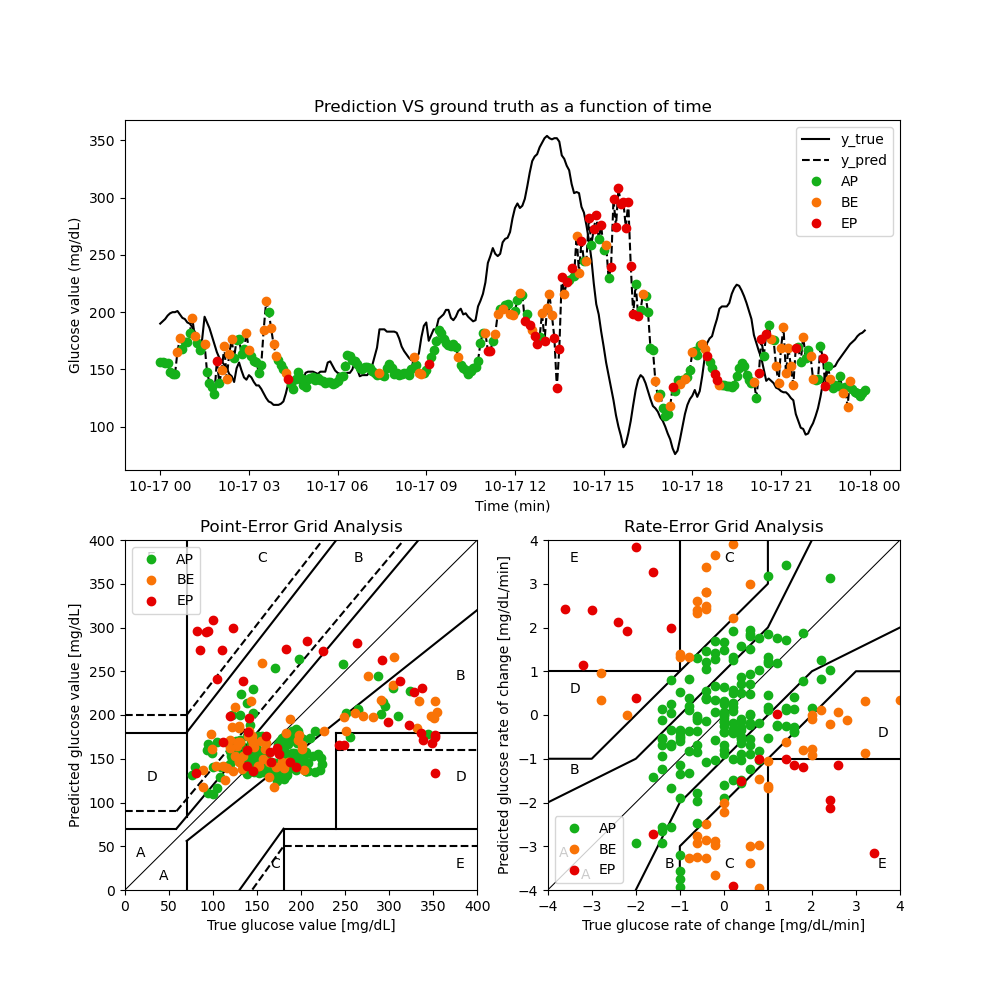 Prediction VS ground truth as a function of time
Glucose value (mg/dL)
350
300
250
200
150
100
y_true
y_pred
AP
BE
EP
10-17 00 10-17 03 10-17 06 10-17 09 10-17 12 10-17 15 10-17 18 10-17 21 10-18 00
Time (min)
Point-Error Grid Analysis
Predicted glucose value [mg/dL]
400
350
300
250
200
150
100
50
0
AP
BE
EP
C
B
B
D
D
A
A
C
E
0 50 100 150 200 250 300 350 400
True glucose value [mg/dL]
Rate-Error Grid Analysis
Predicted glucose rate of change [mg/dL/min]
4
3
2
1
0
−1
−2
−3
−4
E
C
D
D
B
A
A
B
C
E
AP
BE
EP
−4 −3 −2 −1 0 1 2 3 4
True glucose rate of change [mg/dL/min]